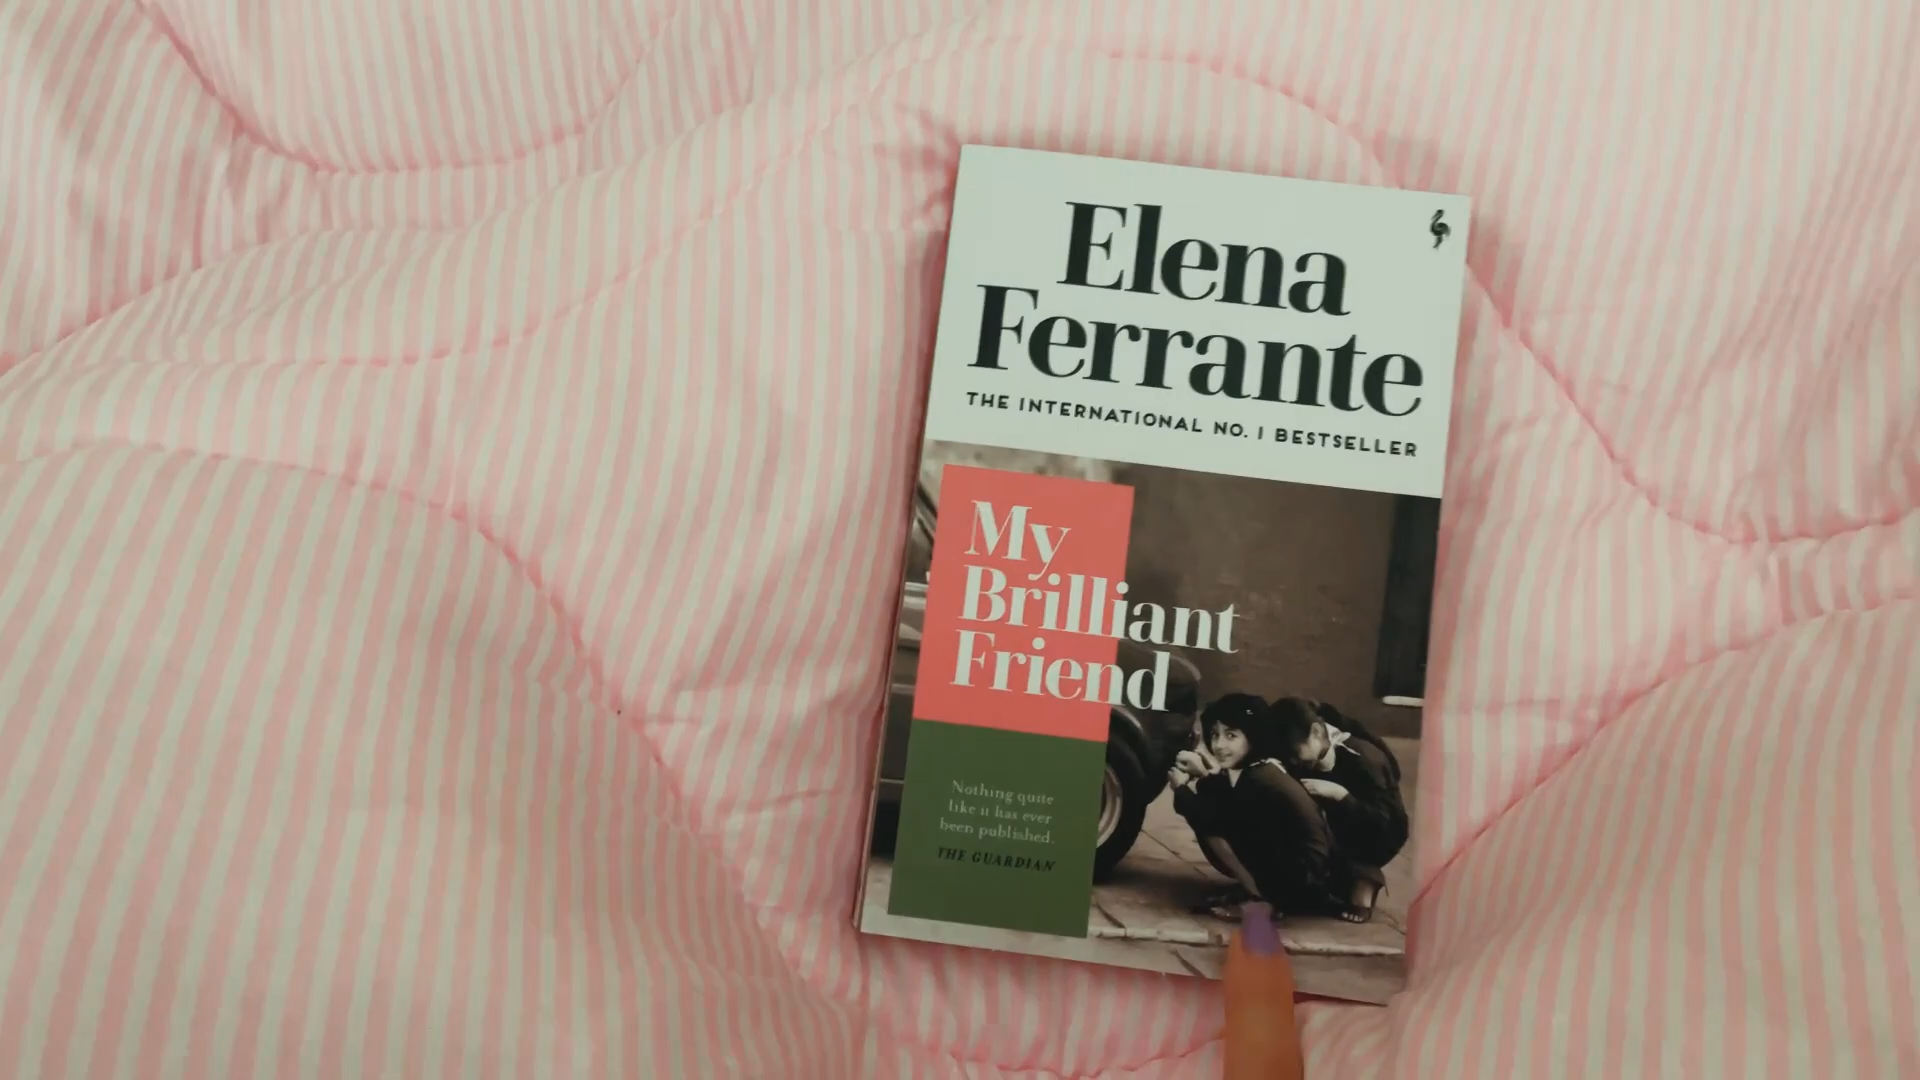 Elena
Ferrante
THE INTERNATIONAL NO. 1 BESTSELLER
My
Brilliant
Friend
Nothing quite
like it has ever
been published.
THE GUARDIAN